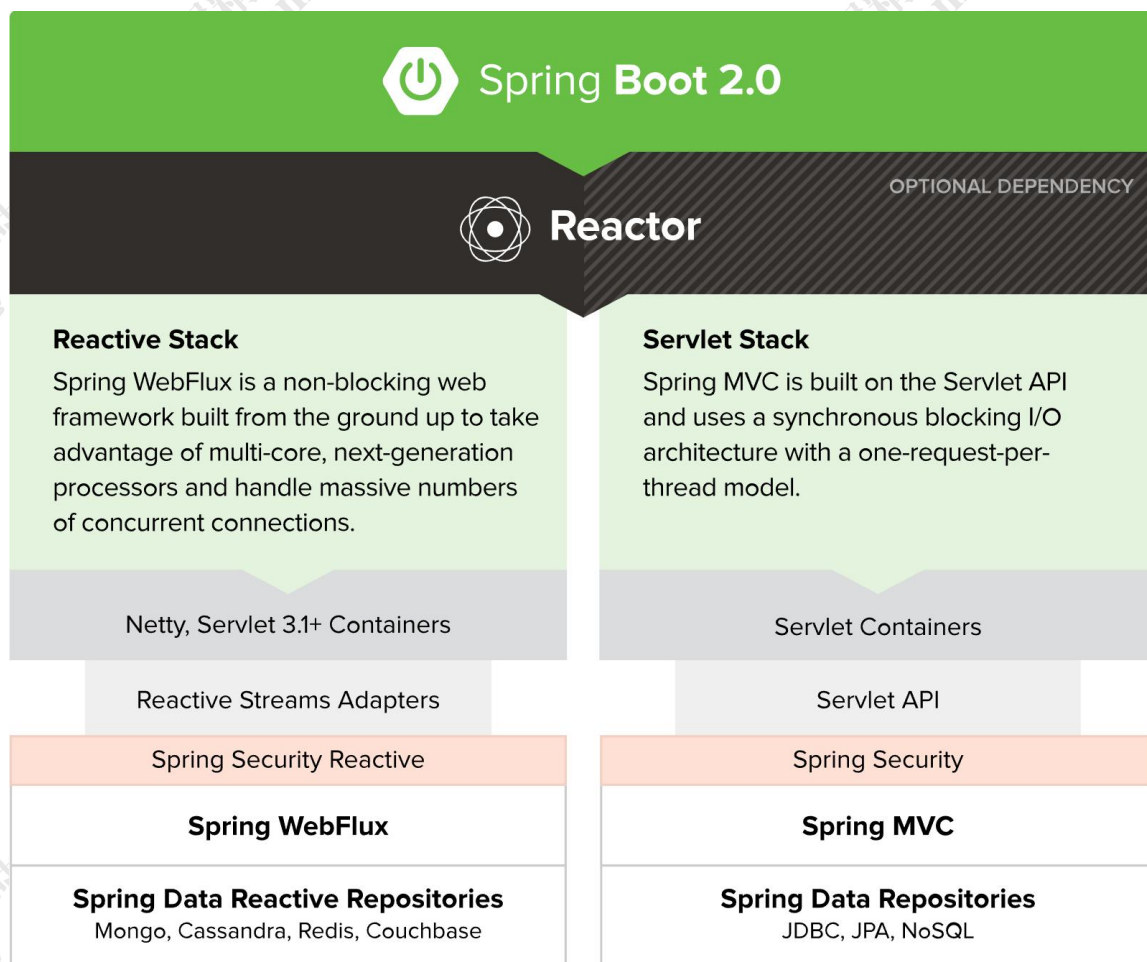 Spring Boot 2.0
OPTIONAL DEPENDENCY
Reactor
Reactive Stack
Spring WebFlux is a non-blocking web
framework built from the ground up to take
advantage of multi-core, next-generation
processors and handle massive numbers
of concurrent connections.
Netty, Servlet 3.1+ Containers
Reactive Streams Adapters
Spring Security Reactive
Spring WebFlux
Spring Data Reactive Repositories
Mongo, Cassandra, Redis, Couchbase
Servlet Stack
Spring MVC is built on the Servlet API
and uses a synchronous blocking I/O
architecture with a one-request-per-
thread model.
Servlet Containers
Servlet API
Spring Security
Spring MVC
Spring Data Repositories
JDBC, JPA, NoSQL